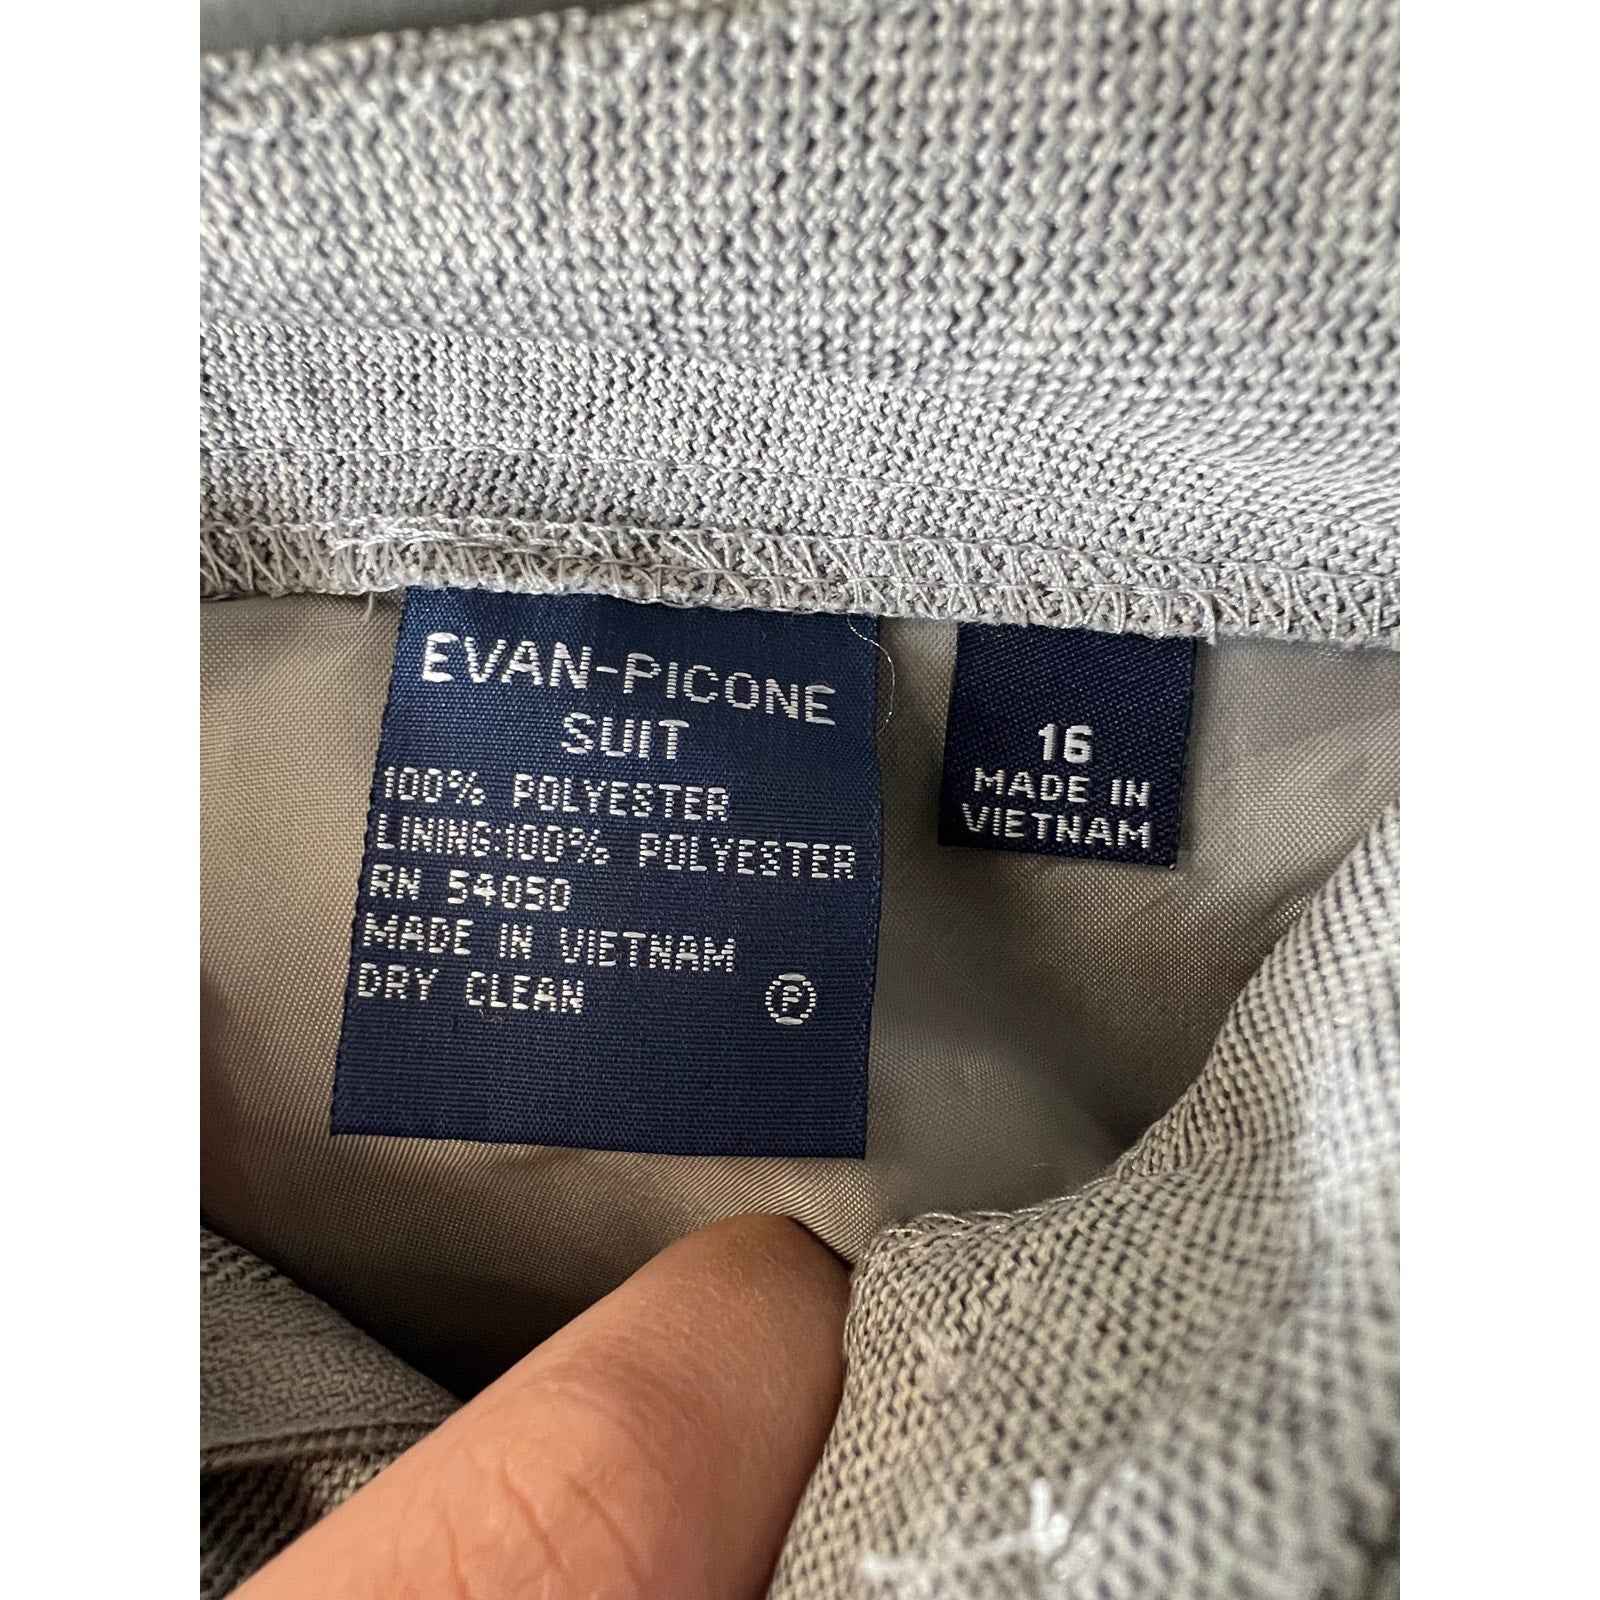 EVAN-PICONE
SUIT
100% POLYESTER
LINING:100% POLYESTER
RN 54050
MADE IN VIETNAM
DRY CLEAN Ⓟ
16
MADE IN
VIETNAM